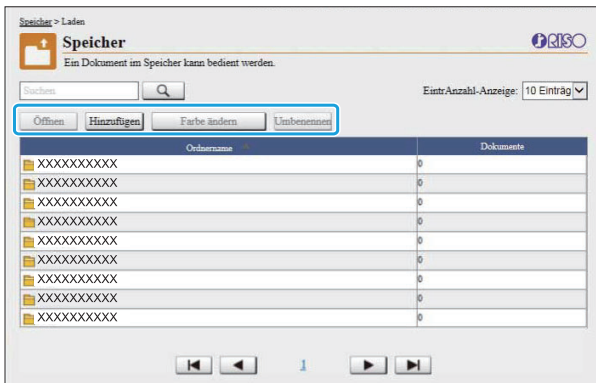 Speicher > Laden
Speicher
RISO
Ein Dokument im Speicher kann bedient werden.
Suchen
EintrAnzahl-Anzeige: 10 Einträg
Öffnen Hinzufügen Farbe ändern Umbenennen
Ordnername Dokumente
XXXXXXXXXX 0
XXXXXXXXXX 0
XXXXXXXXXX 0
XXXXXXXXXX 0
XXXXXXXXXX 0
XXXXXXXXXX 0
XXXXXXXXXX 0
XXXXXXXXXX 0
XXXXXXXXXX 0
1